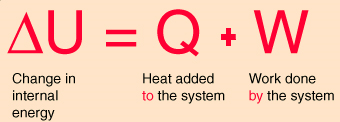 ΔU = Q + W
Change in internal energy
Heat added to the system
Work done by the system